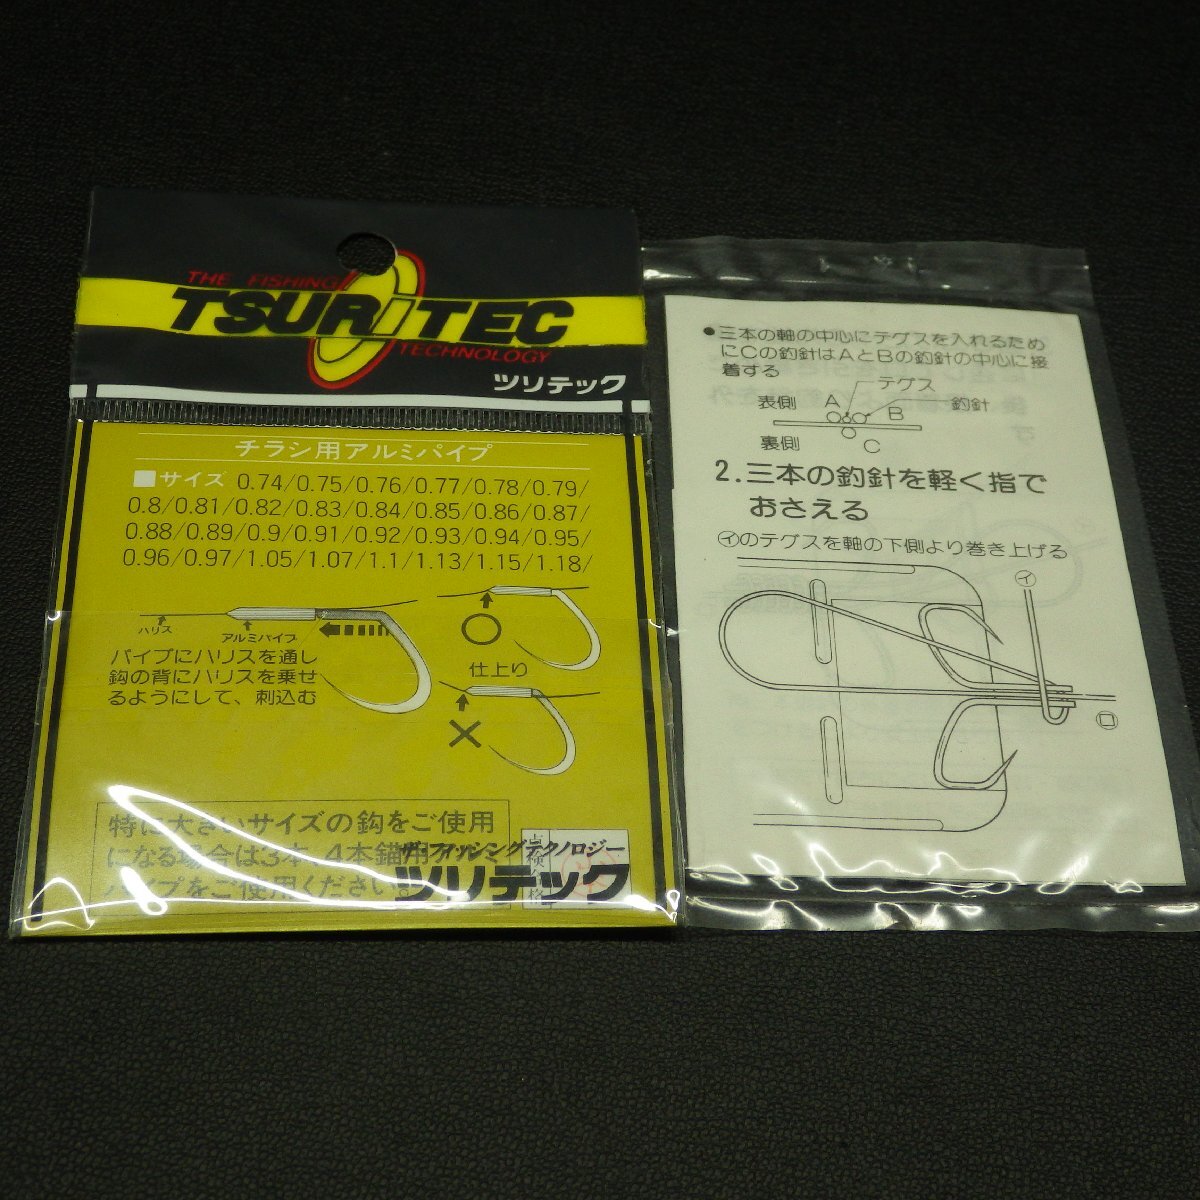 THE FISHING
TSURITEC
TECHNOLOGY
ツリテック
チラシ用アルミパイプ
■サイズ 0.74/0.75/0.76/0.77/0.78/0.79/
0.8/0.81/0.82/0.83/0.84/0.85/0.86/0.87/
0.88/0.89/0.9/0.91/0.92/0.93/0.94/0.95/
0.96/0.97/1.05/1.07/1.1/1.13/1.15/1.18/
ハリス
アルミパイプ
パイプにハリスを通し
鈎の背にハリスを乗せ
るようにして、刺込む
○
仕上り
×
特に大きいサイズの鈎をご使用
になる場合は3本、4本錨用アルミ
パイプをご使用ください
ザ・フィッシングテクノロジー
ツリテック
●三本の軸の中心にテグスを入れるため
にCの釣針はAとBの釣針の中心に接
着する
テグス
表側 A B 釣針
裏側 C
2.三本の釣針を軽く指で
おさえる
㋑のテグスを軸の下側より巻き上げる
㋑
㋺